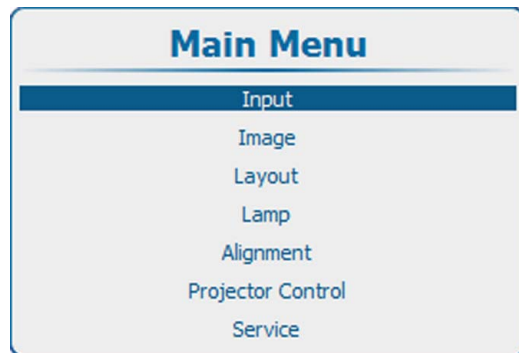 Main Menu
Input
Image
Layout
Lamp
Alignment
Projector Control
Service